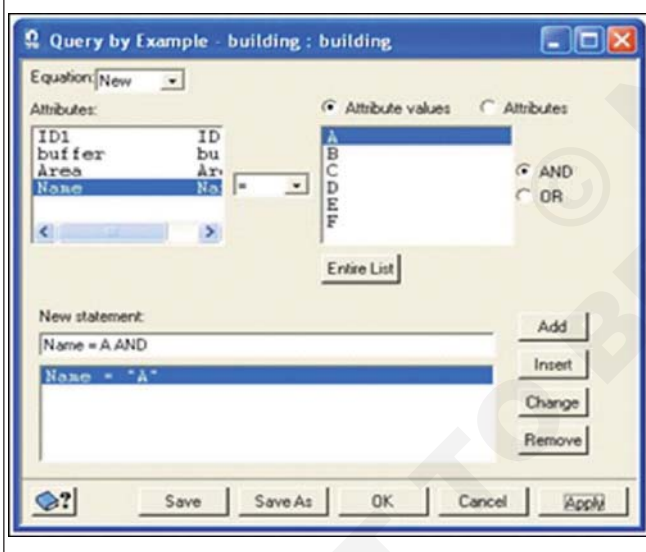 Query by Example - building : building
Equation: New
Attributes:
Attribute values
Attributes
ID1 ID
buffer bu
Area Ar
Name Na
=
A
B
C
D
E
F
AND
OR
Entire List
New statement:
Name = A AND
Name = "A"
Add
Insert
Change
Remove
?
Save
Save As
OK
Cancel
Apply